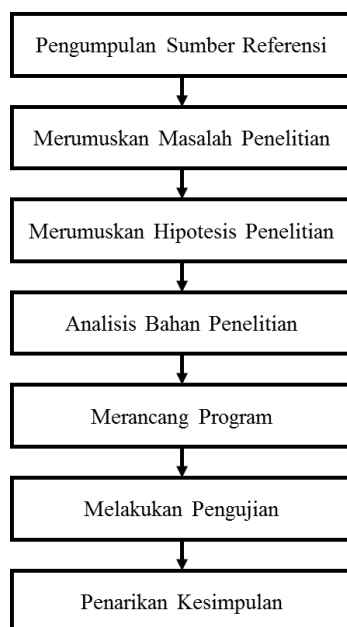 Pengumpulan Sumber Referensi
Merumuskan Masalah Penelitian
Merumuskan Hipotesis Penelitian
Analisis Bahan Penelitian
Merancang Program
Melakukan Pengujian
Penarikan Kesimpulan